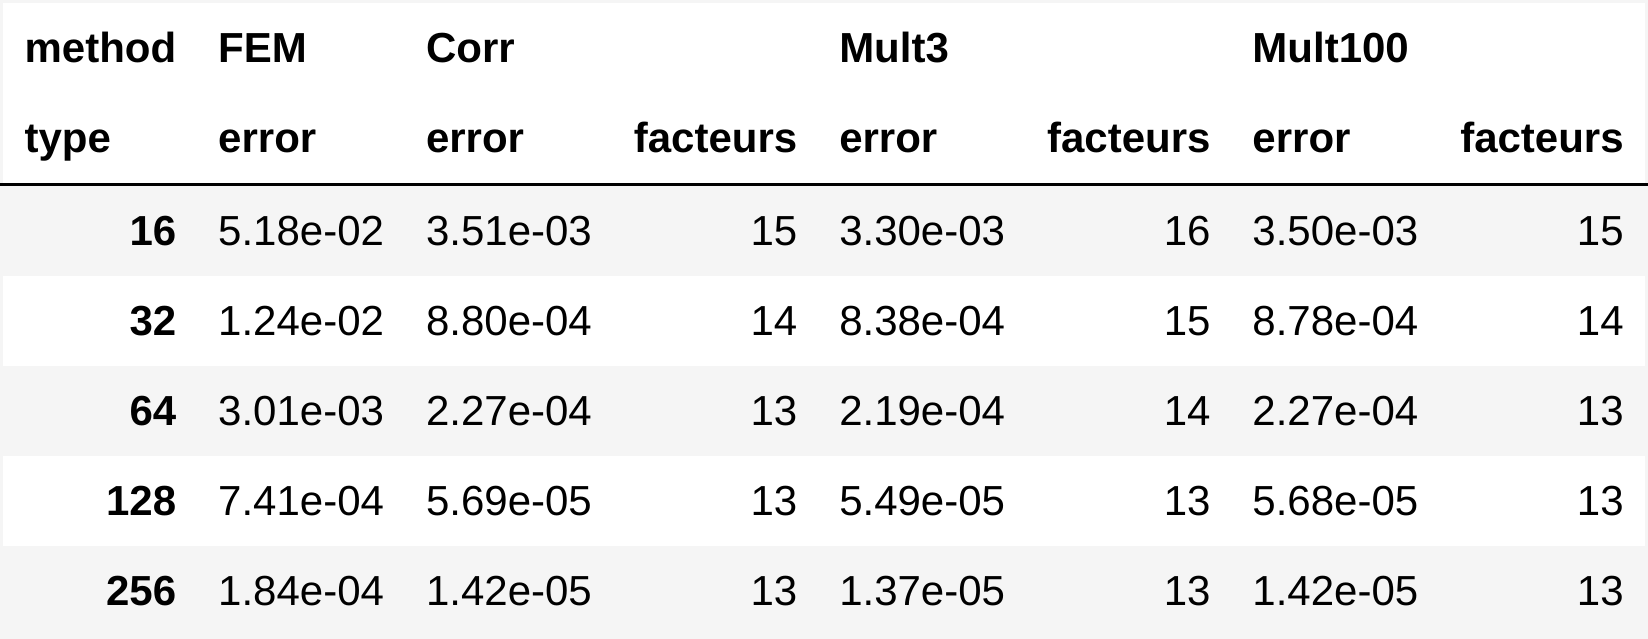 method FEM Corr Mult3 Mult100
type error error facteurs error facteurs error facteurs
16 5.18e-02 3.51e-03 15 3.30e-03 16 3.50e-03 15
32 1.24e-02 8.80e-04 14 8.38e-04 15 8.78e-04 14
64 3.01e-03 2.27e-04 13 2.19e-04 14 2.27e-04 13
128 7.41e-04 5.69e-05 13 5.49e-05 13 5.68e-05 13
256 1.84e-04 1.42e-05 13 1.37e-05 13 1.42e-05 13